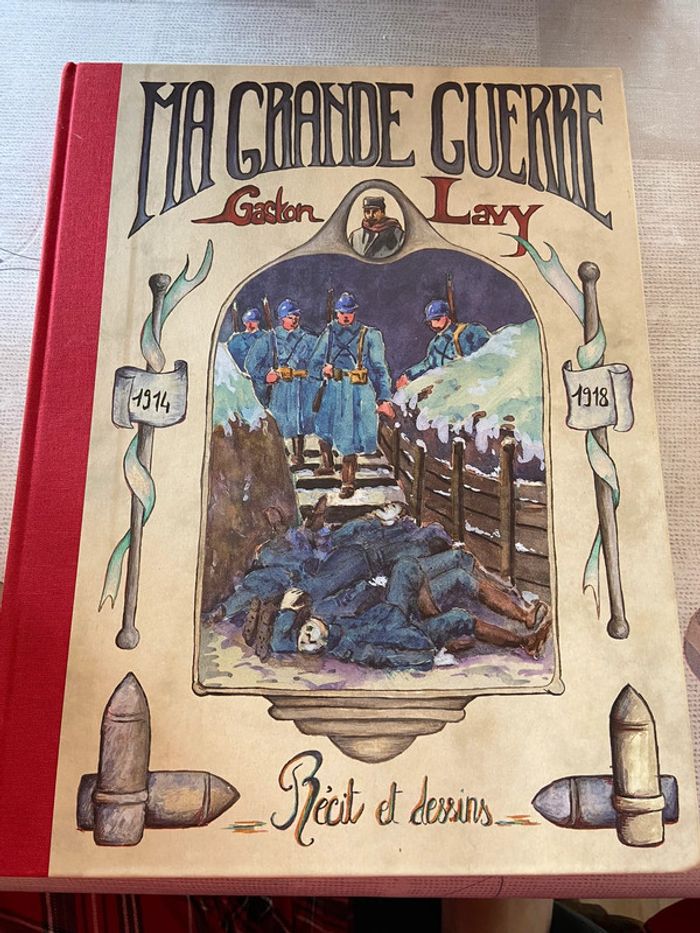 MA GRANDE GUERRE
Gaston Lavy
1914
1918
Récit et dessins